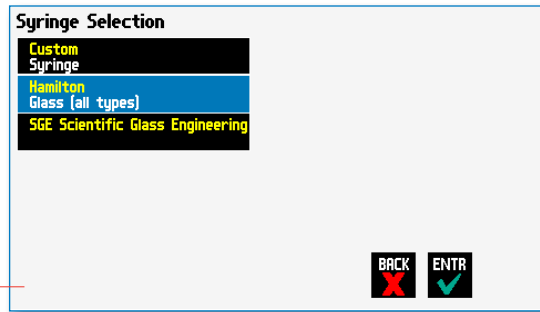 Syringe Selection
Custom
Syringe
Hamilton
Glass (all types)
SGE Scientific Glass Engineering
BACK
ENTR